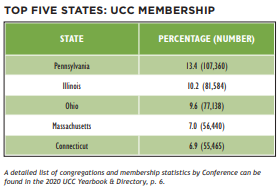 TOP FIVE STATES: UCC MEMBERSHIP
STATE PERCENTAGE (NUMBER)
Pennsylvania 13.4 (107,360)
Illinois 10.2 (81,584)
Ohio 9.6 (77,138)
Massachusetts 7.0 (56,440)
Connecticut 6.9 (55,465)
A detailed list of congregations and membership statistics by Conference can be
found in the 2020 UCC Yearbook & Directory, p. 6.